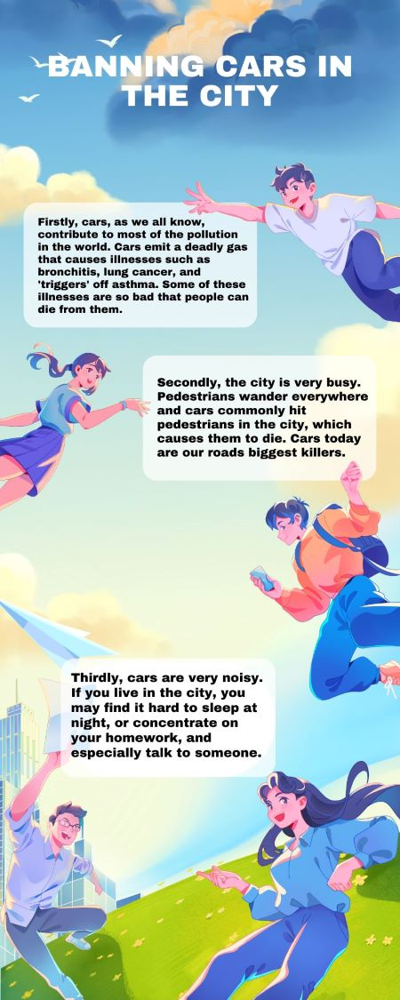 BANNING CARS IN
THE CITY
Firstly, cars, as we all know,
contribute to most of the pollution
in the world. Cars emit a deadly gas
that causes illnesses such as
bronchitis, lung cancer, and
'triggers' off asthma. Some of these
illnesses are so bad that people can
die from them.
Secondly, the city is very busy.
Pedestrians wander everywhere
and cars commonly hit
pedestrians in the city, which
causes them to die. Cars today
are our roads biggest killers.
Thirdly, cars are very noisy.
If you live in the city, you
may find it hard to sleep at
night, or concentrate on
your homework, and
especially talk to someone.